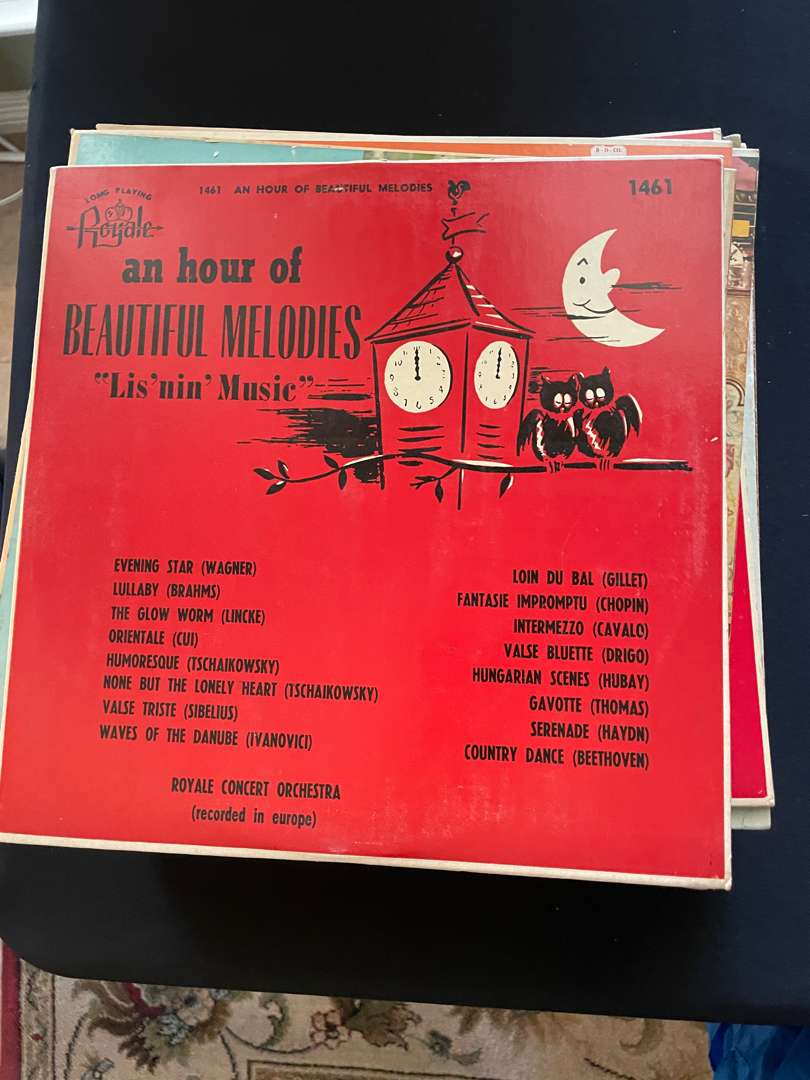 LONG PLAYING
Royale
1461 AN HOUR OF BEAUTIFUL MELODIES
1461
an hour of
BEAUTIFUL MELODIES
"Lis'nin' Music"
EVENING STAR (WAGNER)
LULLABY (BRAHMS)
THE GLOW WORM (LINCKE)
ORIENTALE (CUI)
HUMORESQUE (TSCHAIKOWSKY)
NONE BUT THE LONELY HEART (TSCHAIKOWSKY)
VALSE TRISTE (SIBELIUS)
WAVES OF THE DANUBE (IVANOVICI)
LOIN DU BAL (GILLET)
FANTASIE IMPROMPTU (CHOPIN)
INTERMEZZO (CAVALO)
VALSE BLUETTE (DRIGO)
HUNGARIAN SCENES (HUBAY)
GAVOTTE (THOMAS)
SERENADE (HAYDN)
COUNTRY DANCE (BEETHOVEN)
ROYALE CONCERT ORCHESTRA
(recorded in europe)